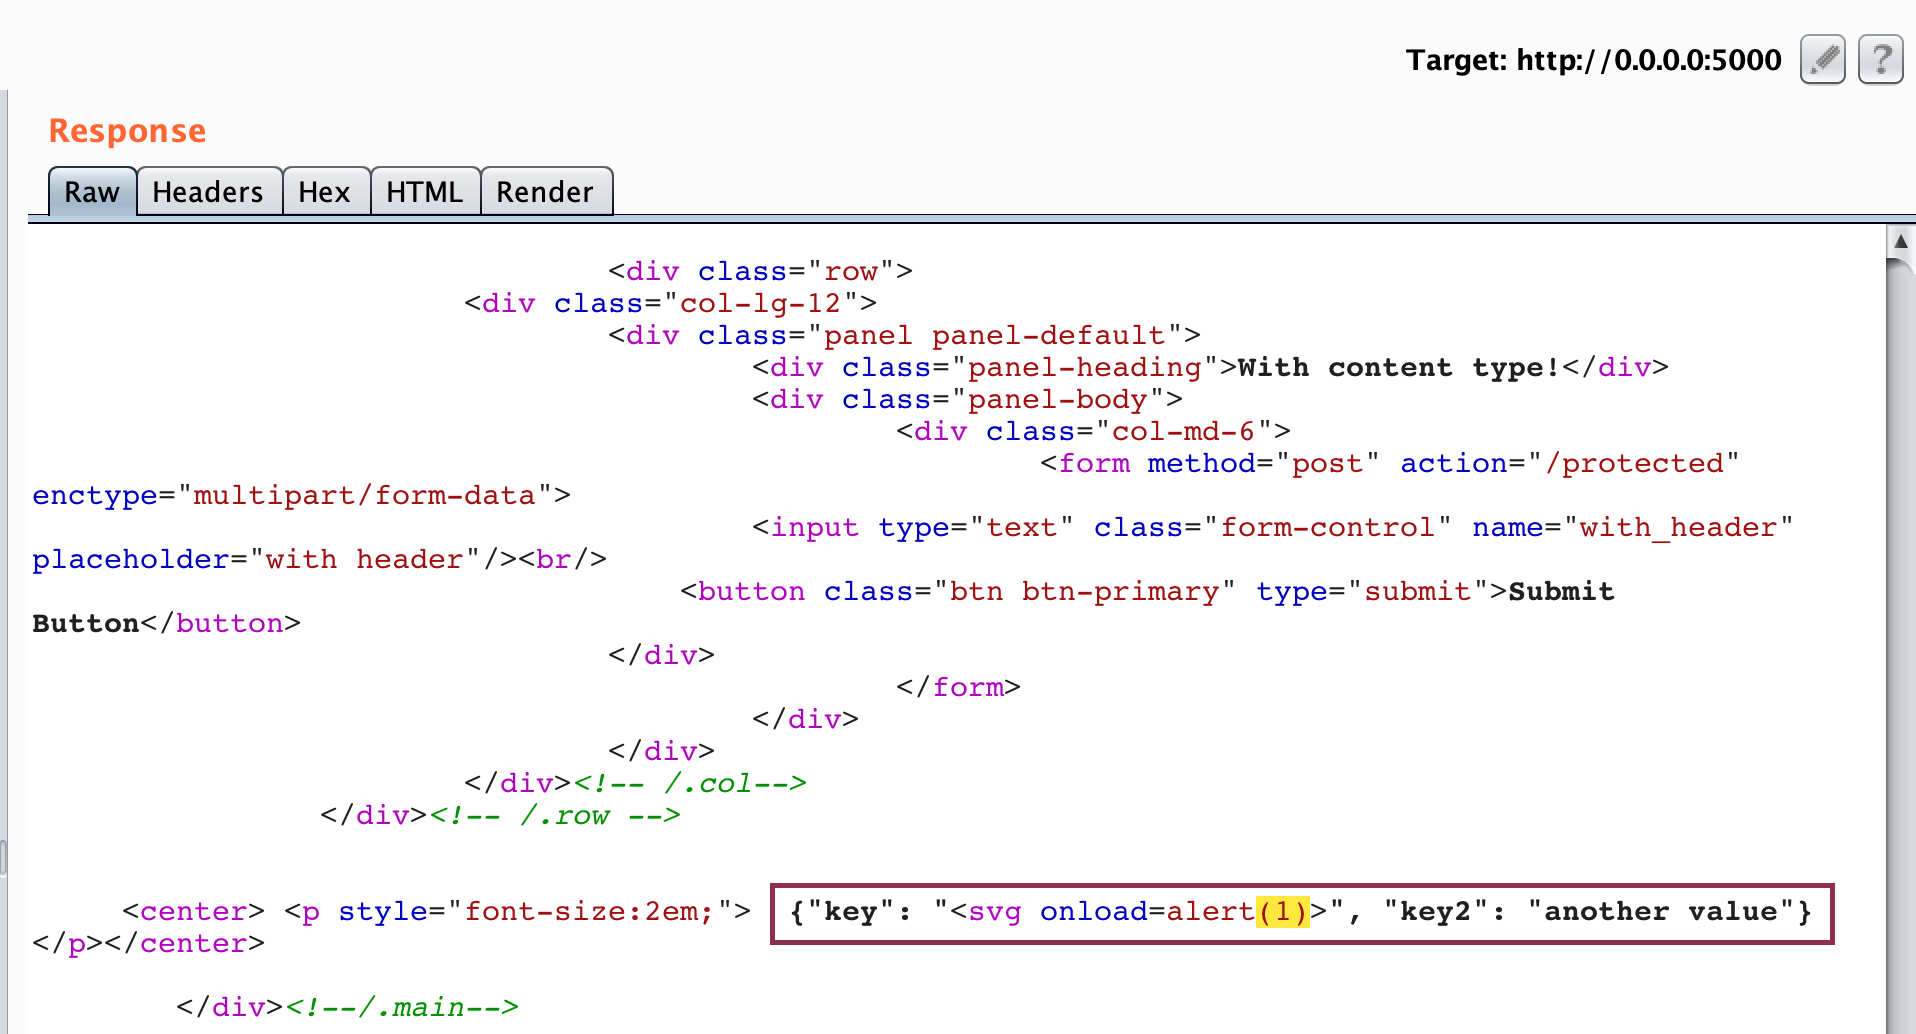 Target: http://0.0.0.0:5000
?
Response
Raw Headers Hex HTML Render
<div class="row">
<div class="col-lg-12">
<div class="panel panel-default">
<div class="panel-heading">With content type!</div>
<div class="panel-body">
<div class="col-md-6">
<form method="post" action="/protected"
enctype="multipart/form-data">
<input type="text" class="form-control" name="with_header"
placeholder="with header"/><br/>
<button class="btn btn-primary" type="submit">Submit
Button</button>
</div>
</form>
</div>
</div>
</div><!-- /.col-->
</div><!-- /.row -->
<center> <p style="font-size:2em;"> {"key": "<svg onload=alert(1)>", "key2": "another value"}
</p></center>
</div><!--/.main-->